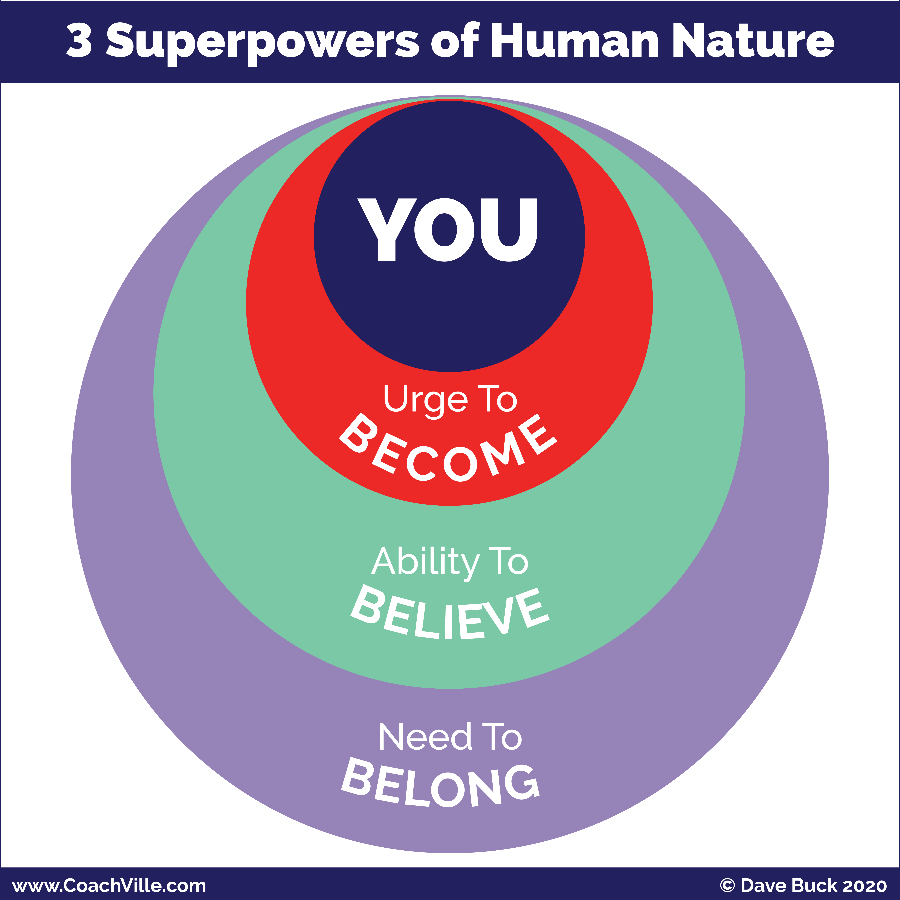 3 Superpowers of Human Nature
YOU
Urge To
BECOME
Ability To
BELIEVE
Need To
BELONG
www.CoachVille.com
© Dave Buck 2020